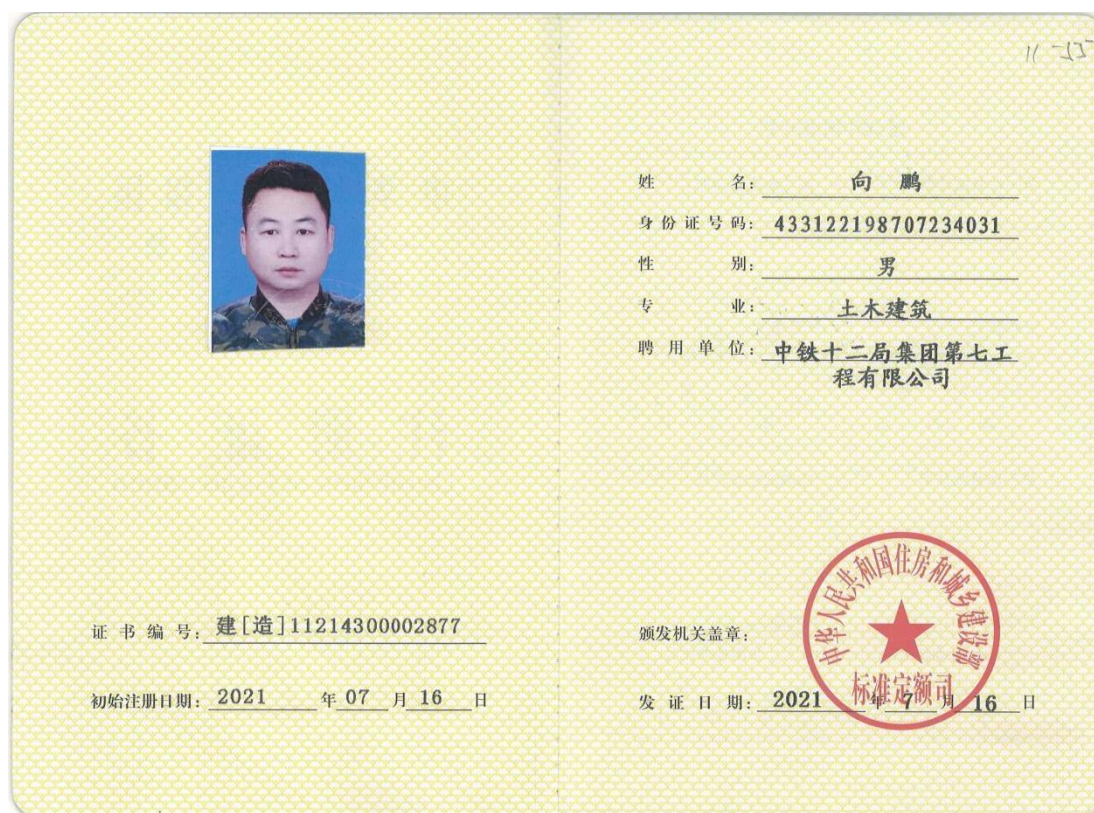 姓 名: 向 鹏
身份证号码: 433122198707234031
性 别: 男
专 业: 土木建筑
聘用单位: 中铁十二局集团第七工
程有限公司
证书编号: 建[造]11214300002877
初始注册日期: 2021 年 07 月 16 日
颁发机关盖章:
中华人民共和国住房和城乡建设部
标准定额司
发证日期: 2021 年 7 月 16 日